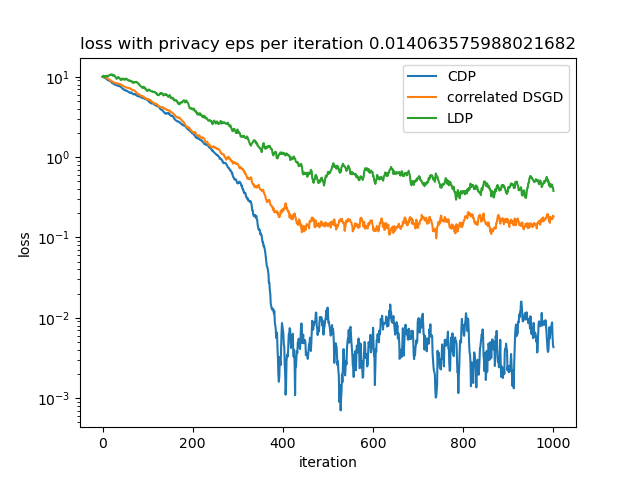 loss with privacy eps per iteration 0.014063575988021682
CDP
correlated DSGD
LDP
loss
10¹
10⁰
10⁻¹
10⁻²
10⁻³
0 200 400 600 800 1000
iteration